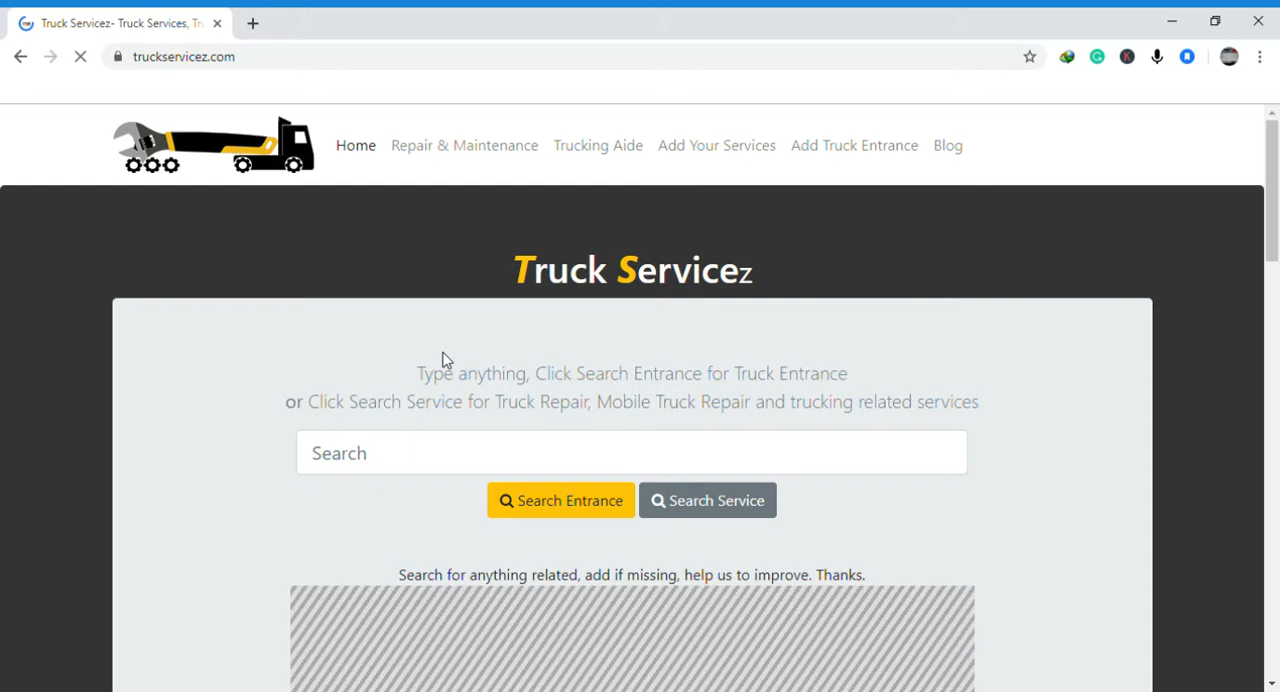 Truck Servicez- Truck Services, Tr
truckservicez.com
Home Repair & Maintenance Trucking Aide Add Your Services Add Truck Entrance Blog
Truck Servicez
Type anything, Click Search Entrance for Truck Entrance
or Click Search Service for Truck Repair, Mobile Truck Repair and trucking related services
Search
Search Entrance Search Service
Search for anything related, add if missing, help us to improve. Thanks.